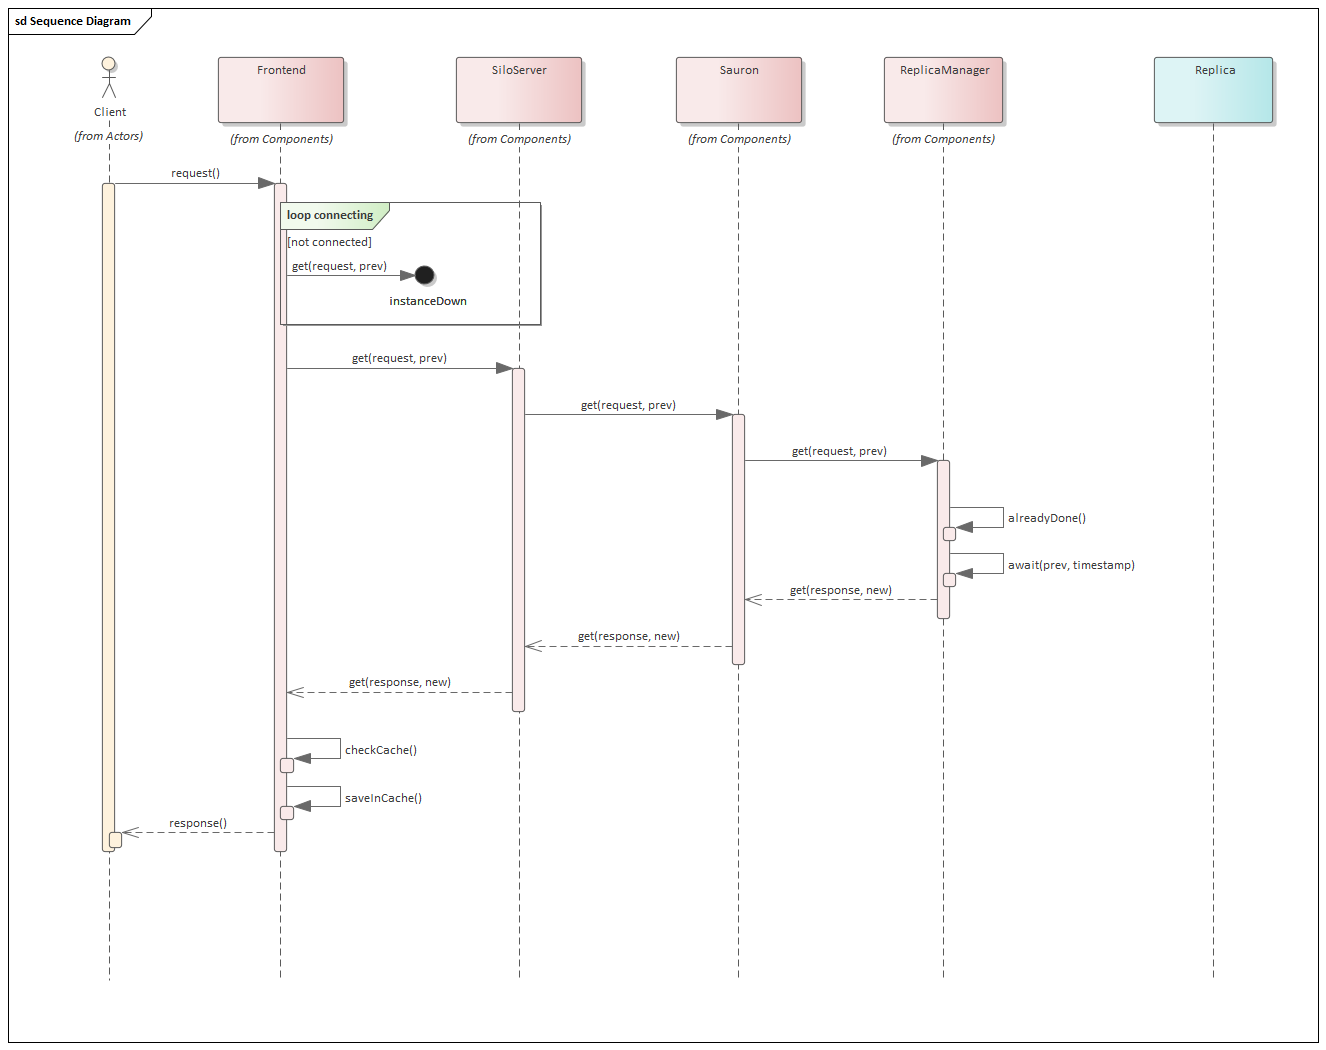 sd Sequence Diagram
Client
(from Actors)
Frontend
(from Components)
SiloServer
(from Components)
Sauron
(from Components)
ReplicaManager
(from Components)
Replica
request()
loop connecting
[not connected]
get(request, prev)
instanceDown
get(request, prev)
get(request, prev)
get(request, prev)
alreadyDone()
await(prev, timestamp)
get(response, new)
get(response, new)
get(response, new)
checkCache()
saveInCache()
response()